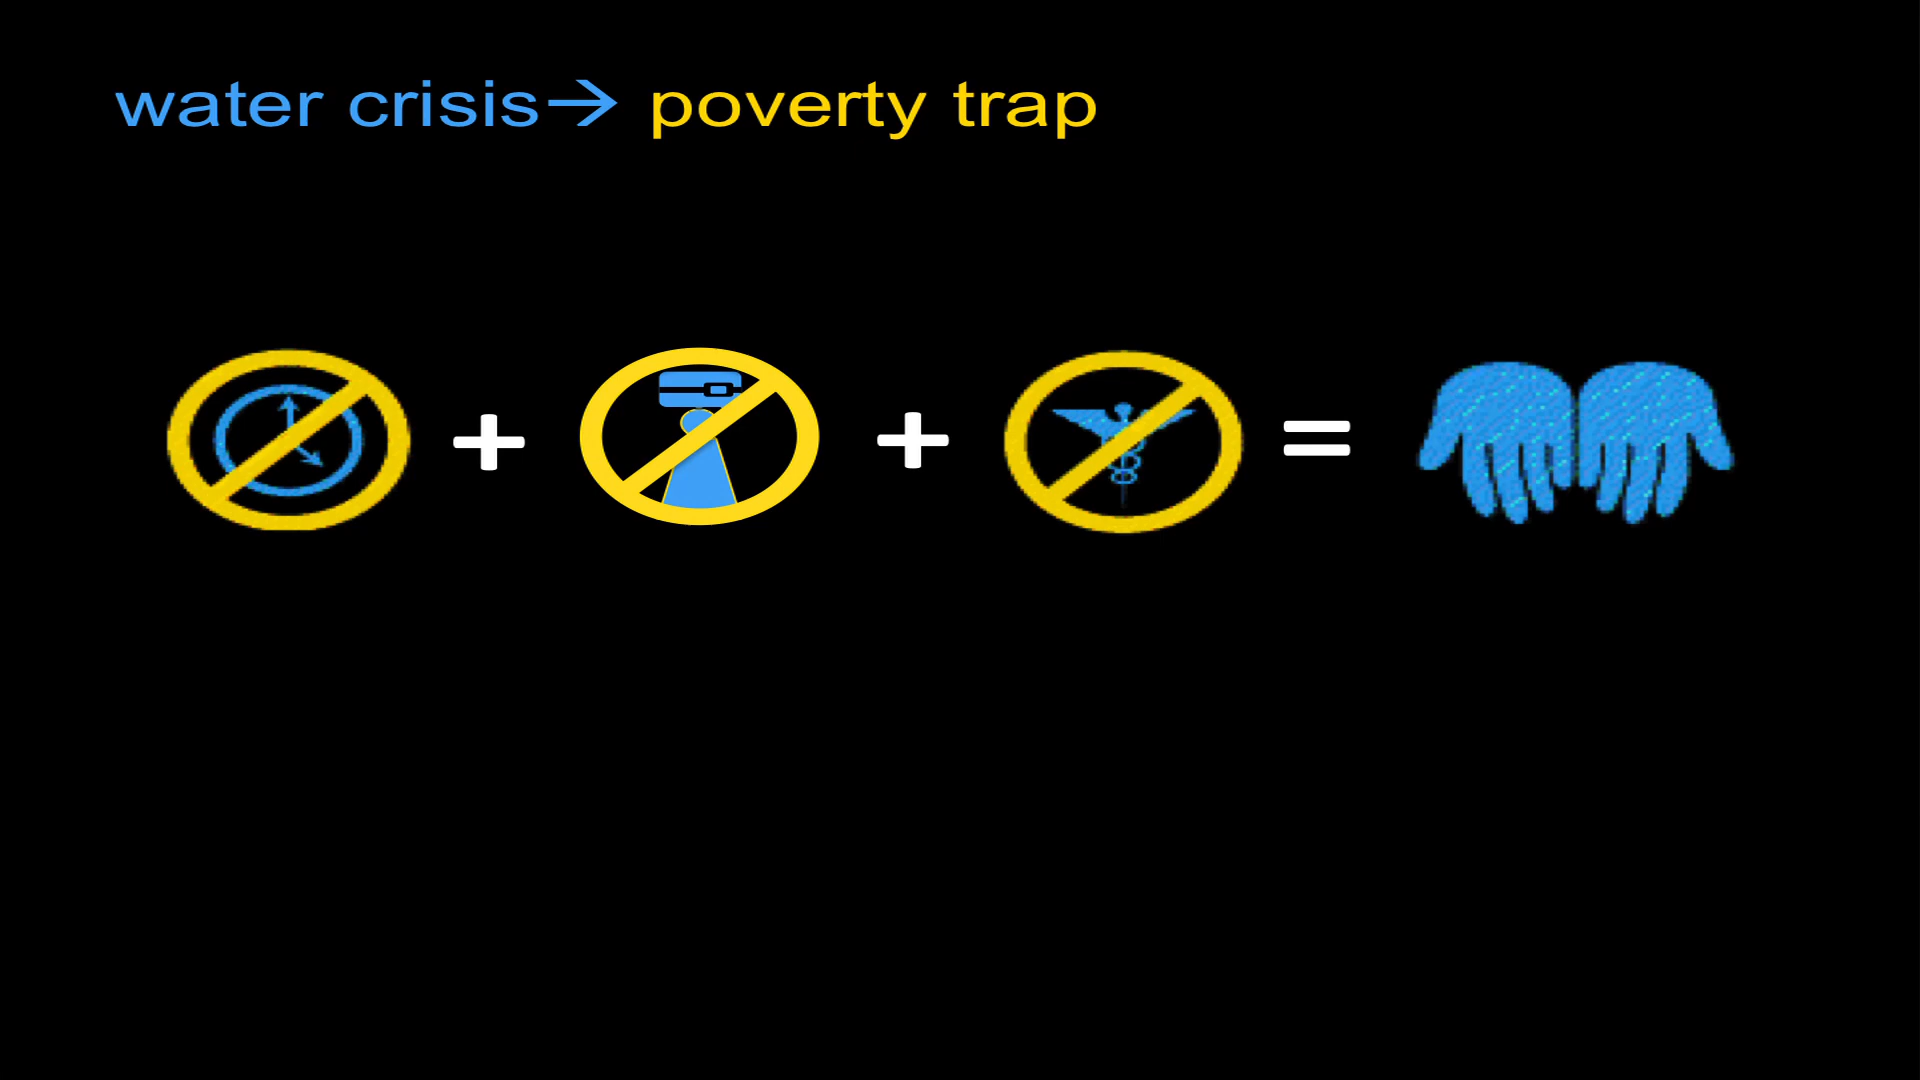 water crisis→ poverty trap
+ + =